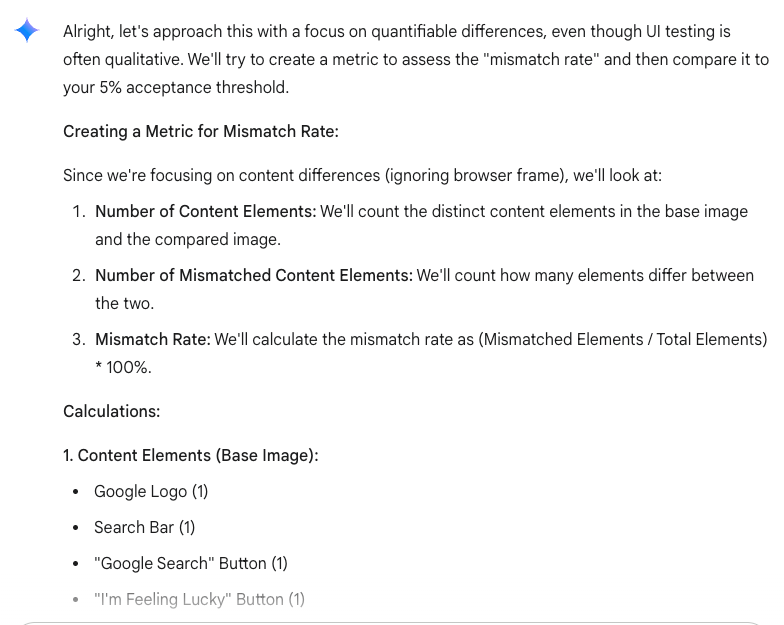 Alright, let's approach this with a focus on quantifiable differences, even though UI testing is
often qualitative. We'll try to create a metric to assess the "mismatch rate" and then compare it to
your 5% acceptance threshold.
Creating a Metric for Mismatch Rate:
Since we're focusing on content differences (ignoring browser frame), we'll look at:
1. Number of Content Elements: We'll count the distinct content elements in the base image
and the compared image.
2. Number of Mismatched Content Elements: We'll count how many elements differ between
the two.
3. Mismatch Rate: We'll calculate the mismatch rate as (Mismatched Elements / Total Elements)
* 100%.
Calculations:
1. Content Elements (Base Image):
• Google Logo (1)
• Search Bar (1)
• "Google Search" Button (1)
• "I'm Feeling Lucky" Button (1)